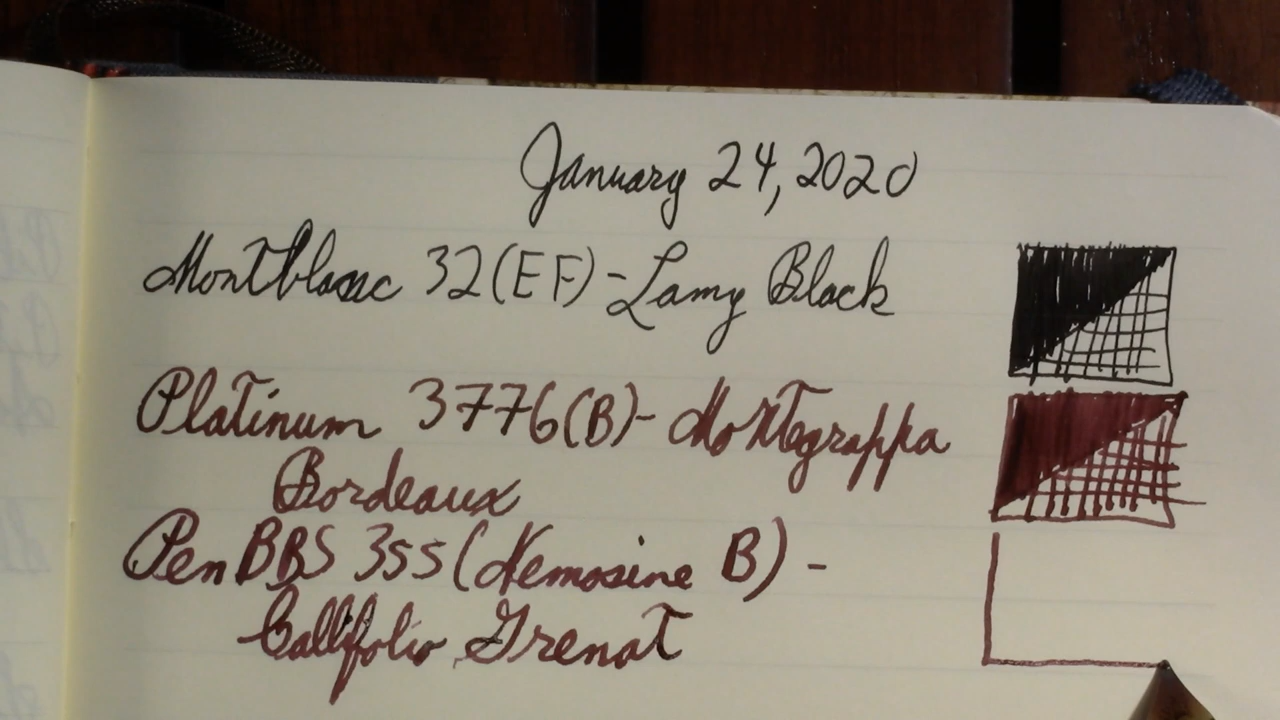 January 24, 2020
Montblanc 32 (EF) - Lamy Black
Platinum 3776 (B) - Montegrappa
Bordeaux
PenBBS 355 (Nemosine B) -
Callifolio Grenat